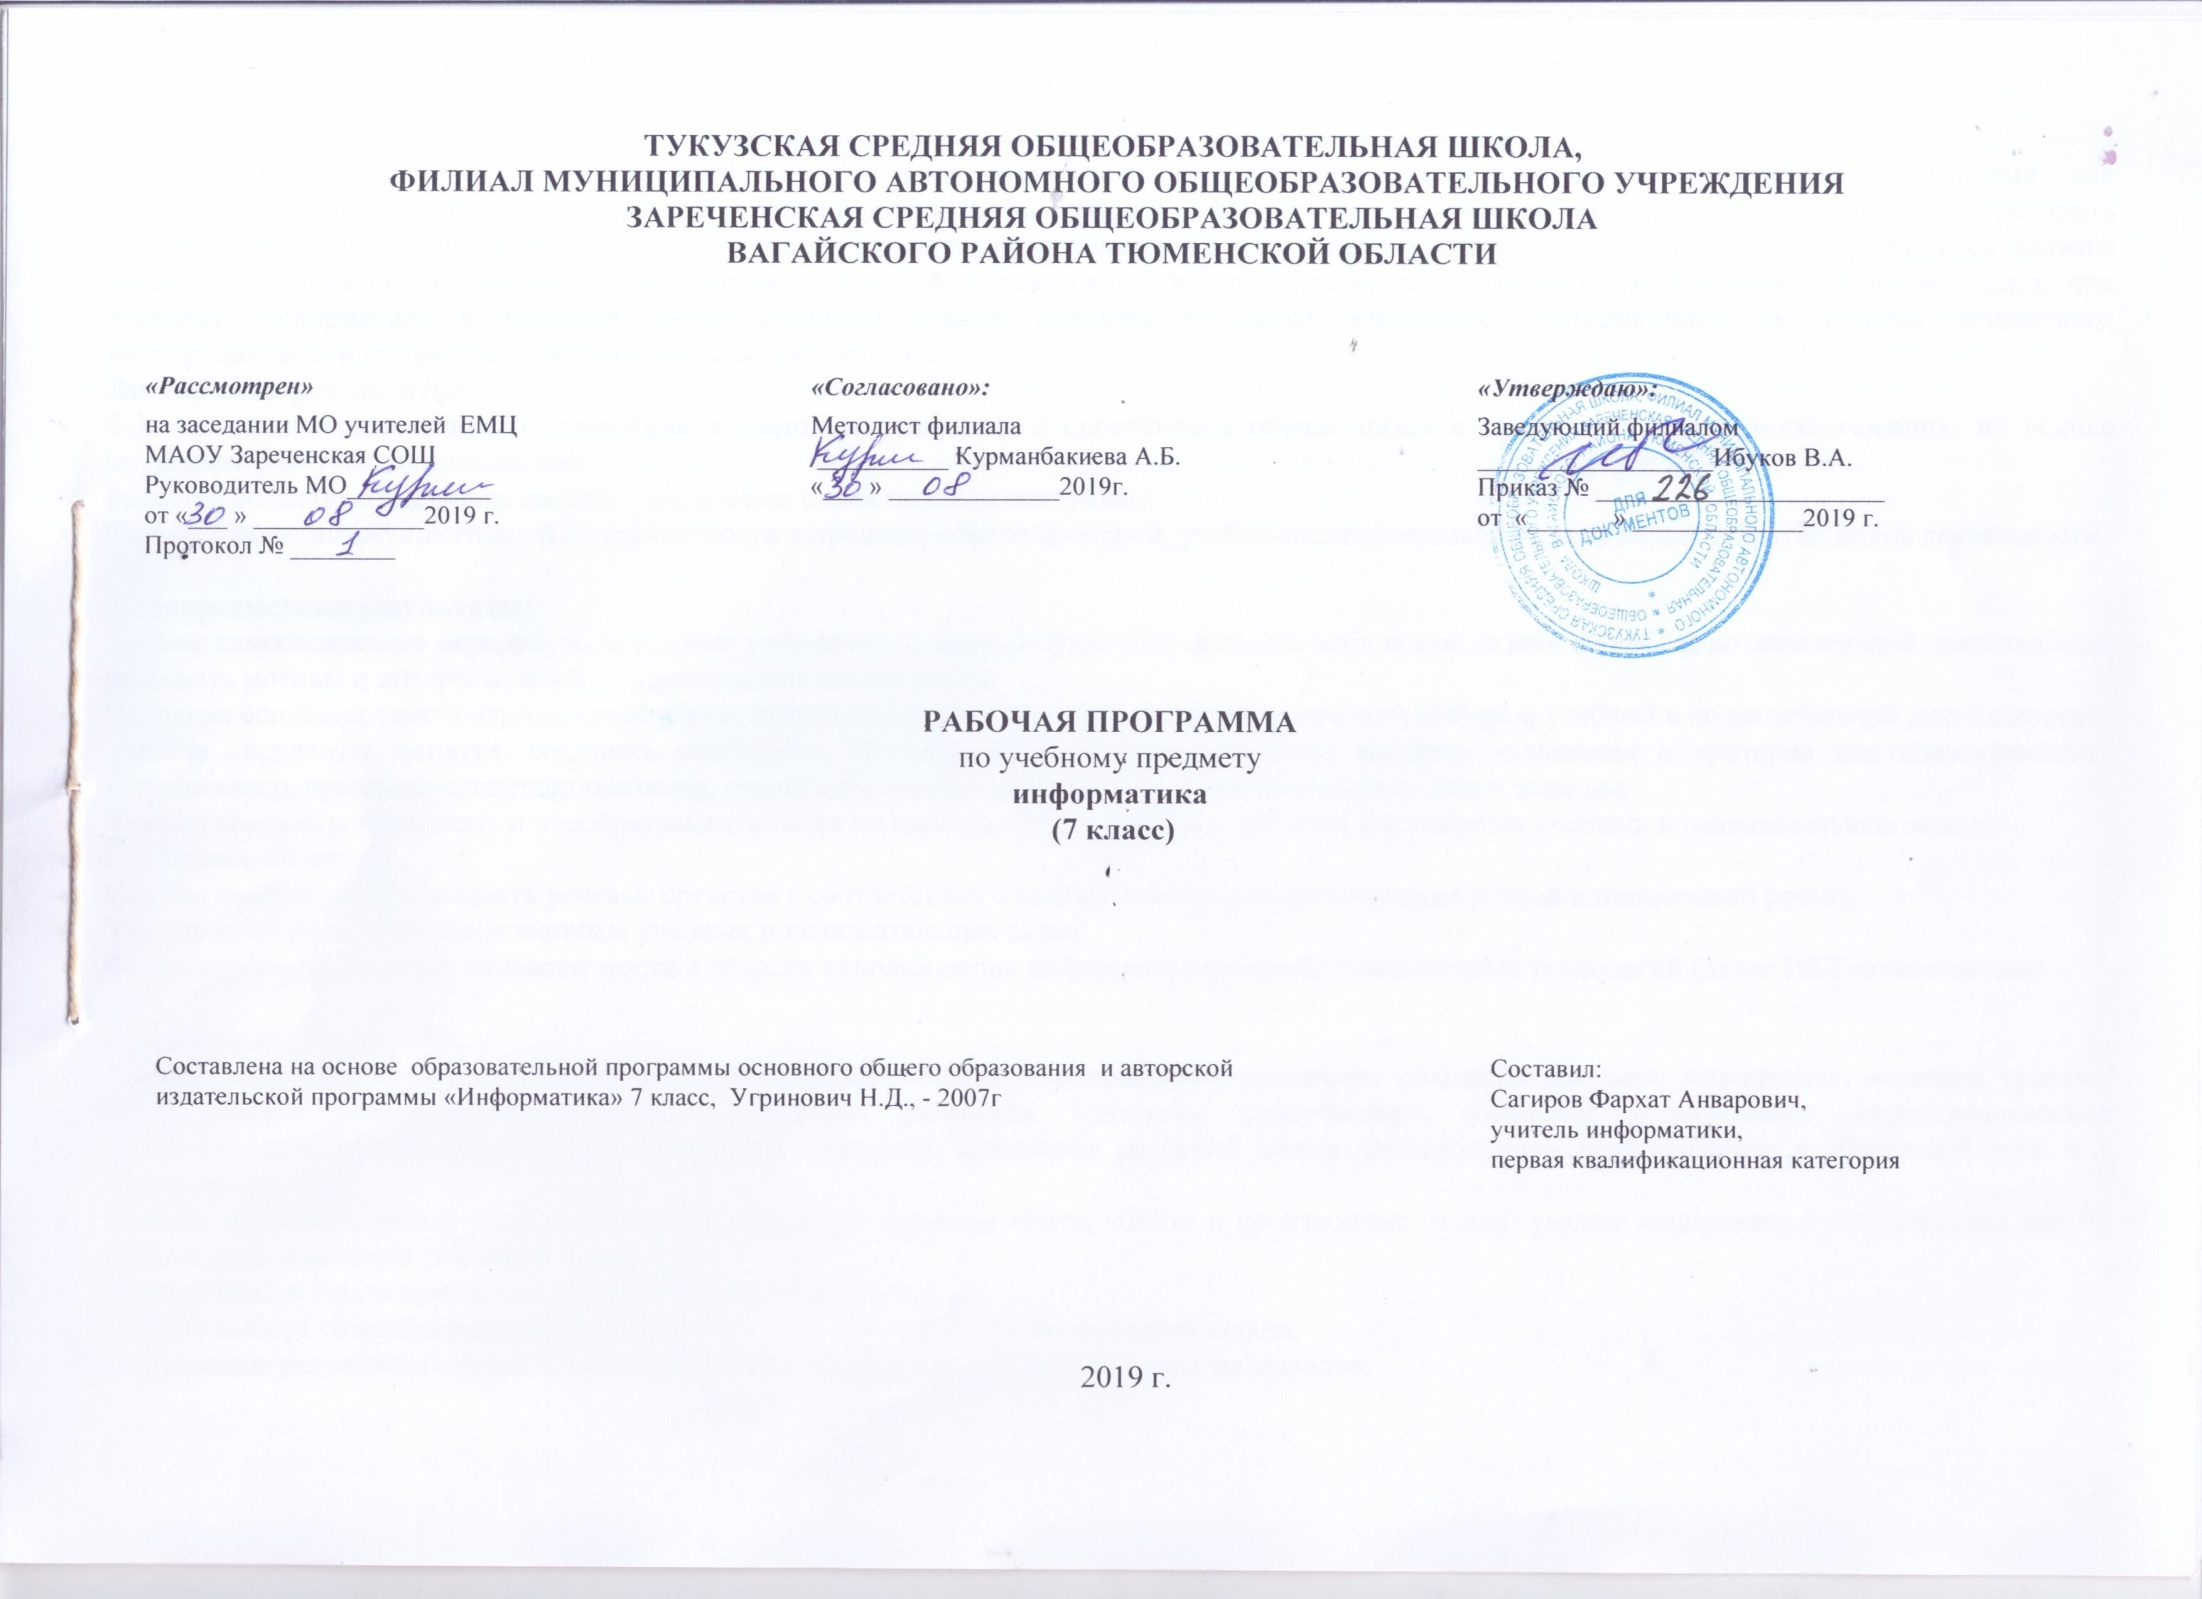 ТУКУЗСКАЯ СРЕДНЯЯ ОБЩЕОБРАЗОВАТЕЛЬНАЯ ШКОЛА,
ФИЛИАЛ МУНИЦИПАЛЬНОГО АВТОНОМНОГО ОБЩЕОБРАЗОВАТЕЛЬНОГО УЧРЕЖДЕНИЯ
ЗАРЕЧЕНСКАЯ СРЕДНЯЯ ОБЩЕОБРАЗОВАТЕЛЬНАЯ ШКОЛА
ВАГАЙСКОГО РАЙОНА ТЮМЕНСКОЙ ОБЛАСТИ
«Рассмотрен»
на заседании МО учителей ЕМЦ
МАОУ Зареченская СОШ
Руководитель МО
от «30» 08 2019 г.
Протокол № 1
«Согласовано»:
Методист филиала
Курманбакиева А.Б.
«30» 08 2019г.
«Утверждаю»:
Заведующий филиалом
Ибуков В.А.
Приказ № 226
от « » 2019 г.
ДЛЯ
ДОКУМЕНТОВ
РАБОЧАЯ ПРОГРАММА
по учебному предмету
информатика
(7 класс)
Составлена на основе образовательной программы основного общего образования и авторской
издательской программы «Информатика» 7 класс, Угринович Н.Д., - 2007г
Составил:
Сагиров Фархат Анварович,
учитель информатики,
первая квалификационная категория
2019 г.